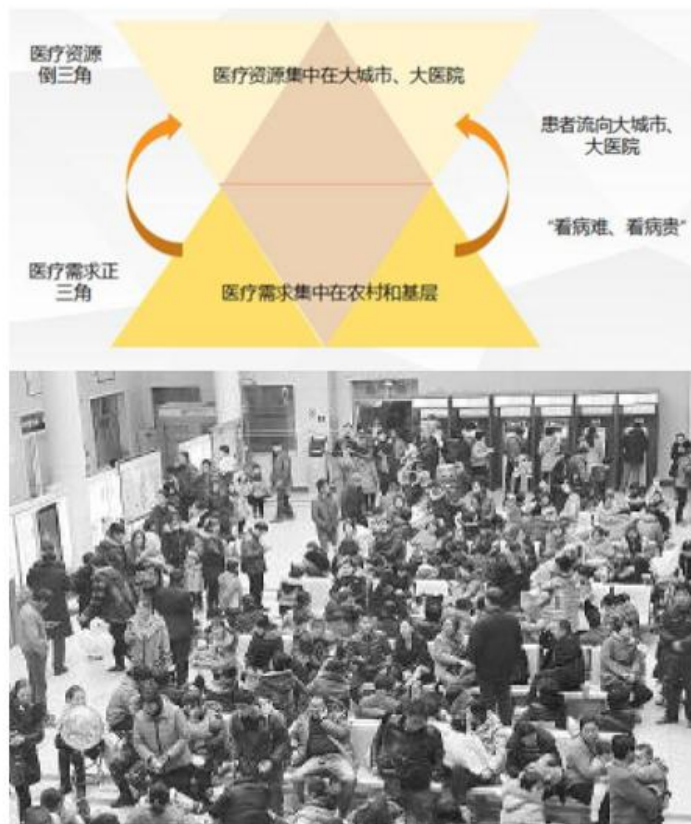 医疗资源
倒三角
医疗资源集中在大城市、大医院
患者流向大城市、
大医院
"看病难、看病贵"
医疗需求正
三角
医疗需求集中在农村和基层